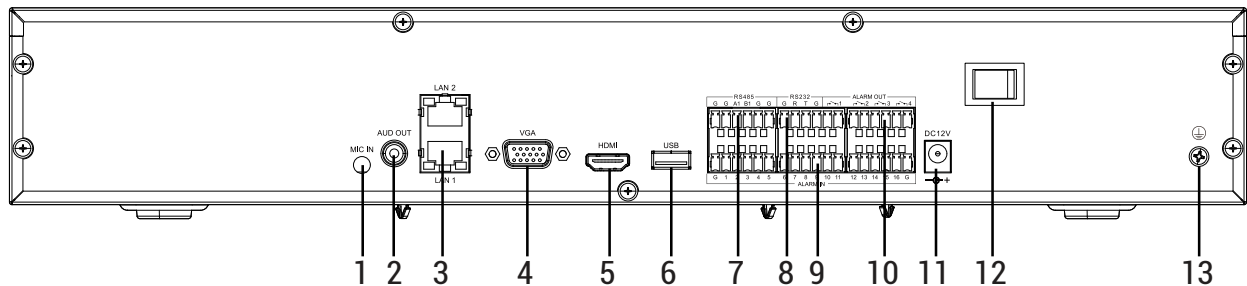 LAN 2
RS485 RS232 ALARM OUT
G G A1 B1 G G G R T G 1 2 3 4
AUD OUT
VGA
HDMI
USB
DC12V
MIC IN
LAN 1
G 1 2 3 4 5 6 7 8 9 10 11 12 13 14 15 16 G
ALARM IN
- +
1 2 3 4 5 6 7 8 9 10 11 12 13